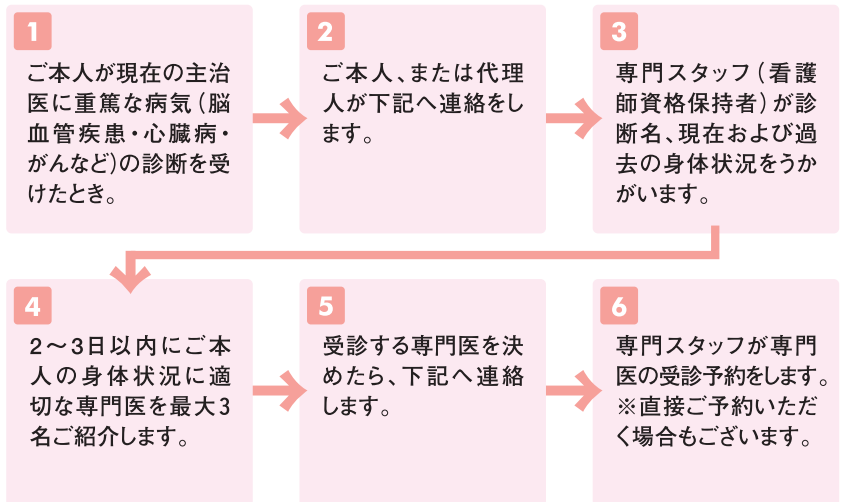 1
ご本人が現在の主治
医に重篤な病気（脳
血管疾患・心臓病・
がんなど）の診断を受
けたとき。
2
ご本人、または代理
人が下記へ連絡をし
ます。
3
専門スタッフ（看護
師資格保持者）が診
断名、現在および過
去の身体状況をうか
がいます。
4
2〜3日以内にご本
人の身体状況に適
切な専門医を最大3
名ご紹介します。
5
受診する専門医を決
めたら、下記へ連絡
します。
6
専門スタッフが専門
医の受診予約をします。
※直接ご予約いただ
く場合もございます。